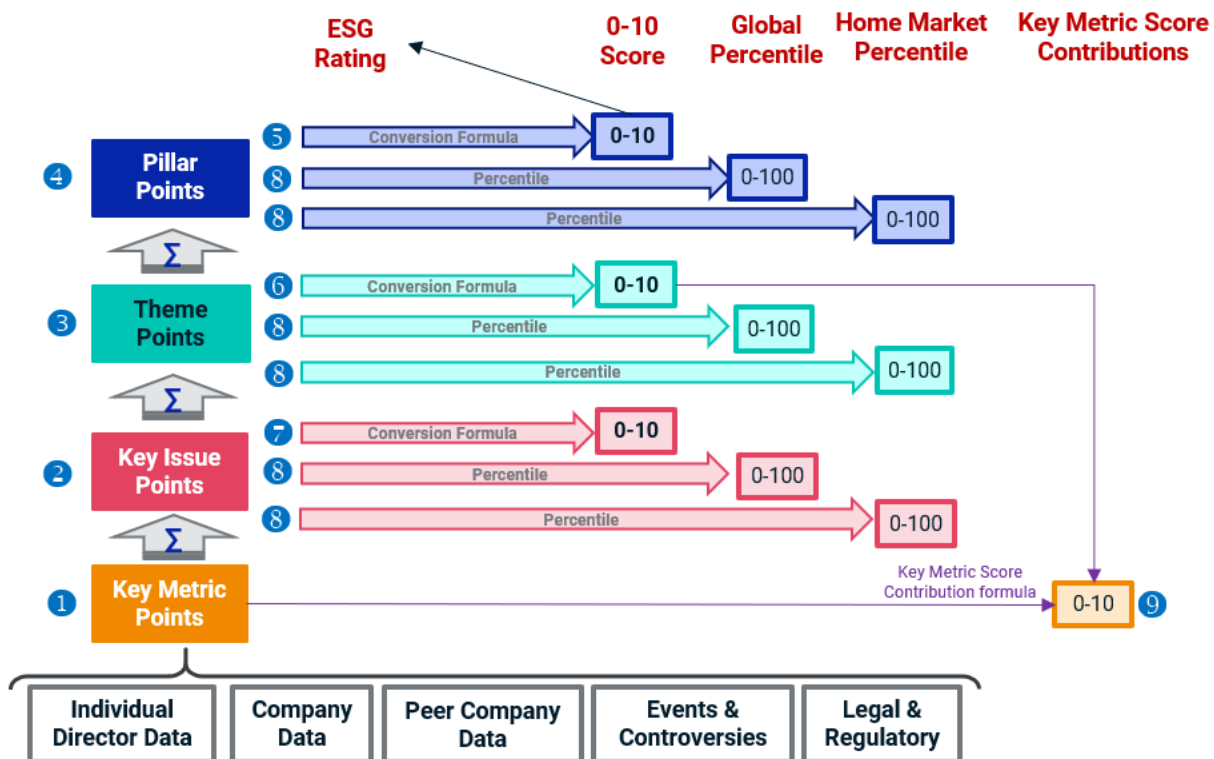 ESG
Rating
0-10
Score
Global
Percentile
Home Market
Percentile
Key Metric Score
Contributions
4
Pillar
Points
5
Conversion Formula
0-10
8
Percentile
0-100
8
Percentile
0-100
Σ
3
Theme
Points
6
Conversion Formula
0-10
8
Percentile
0-100
8
Percentile
0-100
Σ
2
Key Issue
Points
7
Conversion Formula
0-10
8
Percentile
0-100
8
Percentile
0-100
Σ
1
Key Metric
Points
Key Metric Score
Contribution formula
0-10
9
Individual
Director Data
Company
Data
Peer Company
Data
Events &
Controversies
Legal &
Regulatory